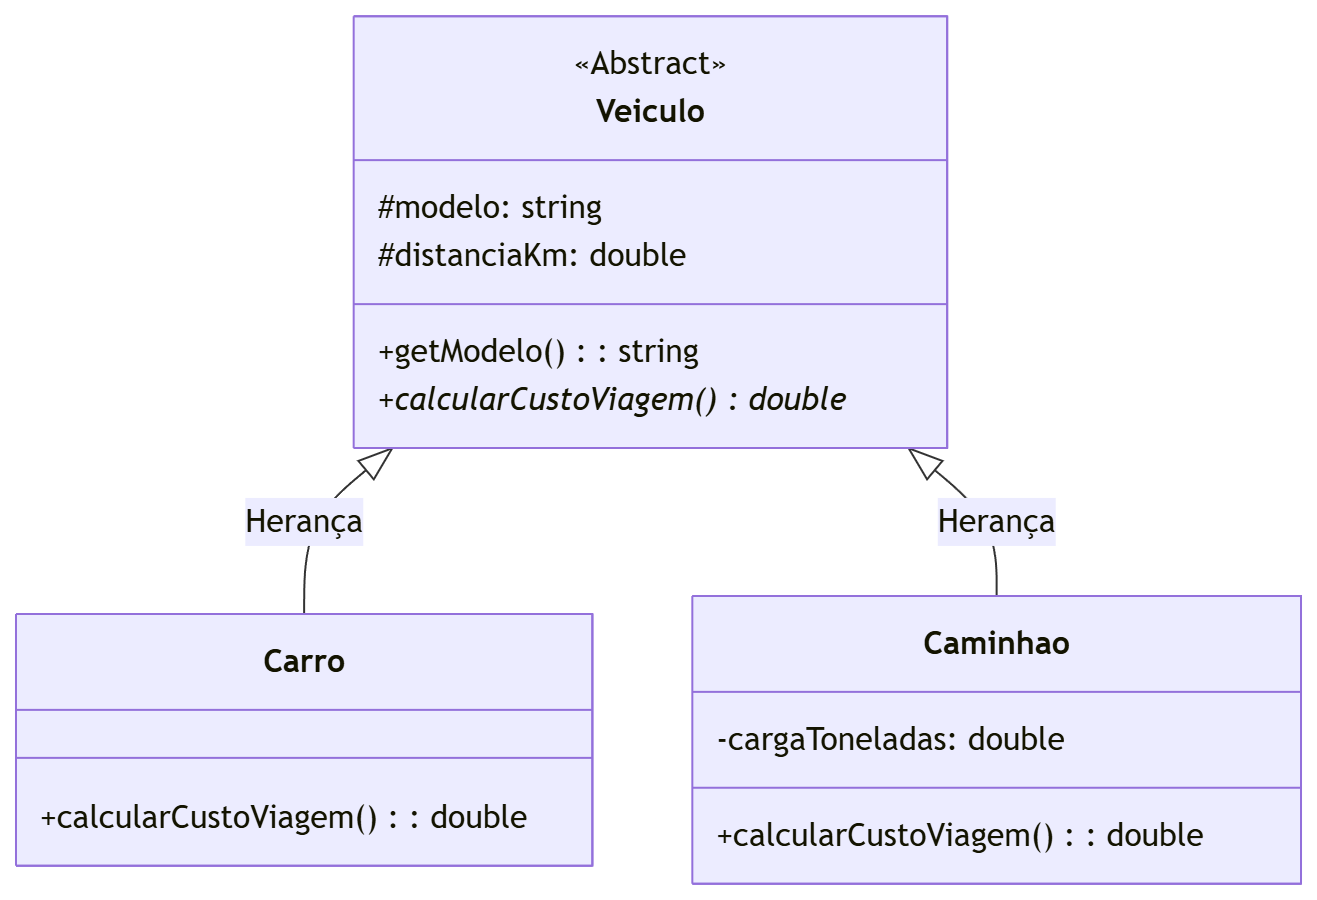 «Abstract»
Veiculo
#modelo: string
#distanciaKm: double
+getModelo() : : string
+calcularCustoViagem() : double
Herança
Herança
Carro
+calcularCustoViagem() : : double
Caminhao
-cargaToneladas: double
+calcularCustoViagem() : : double